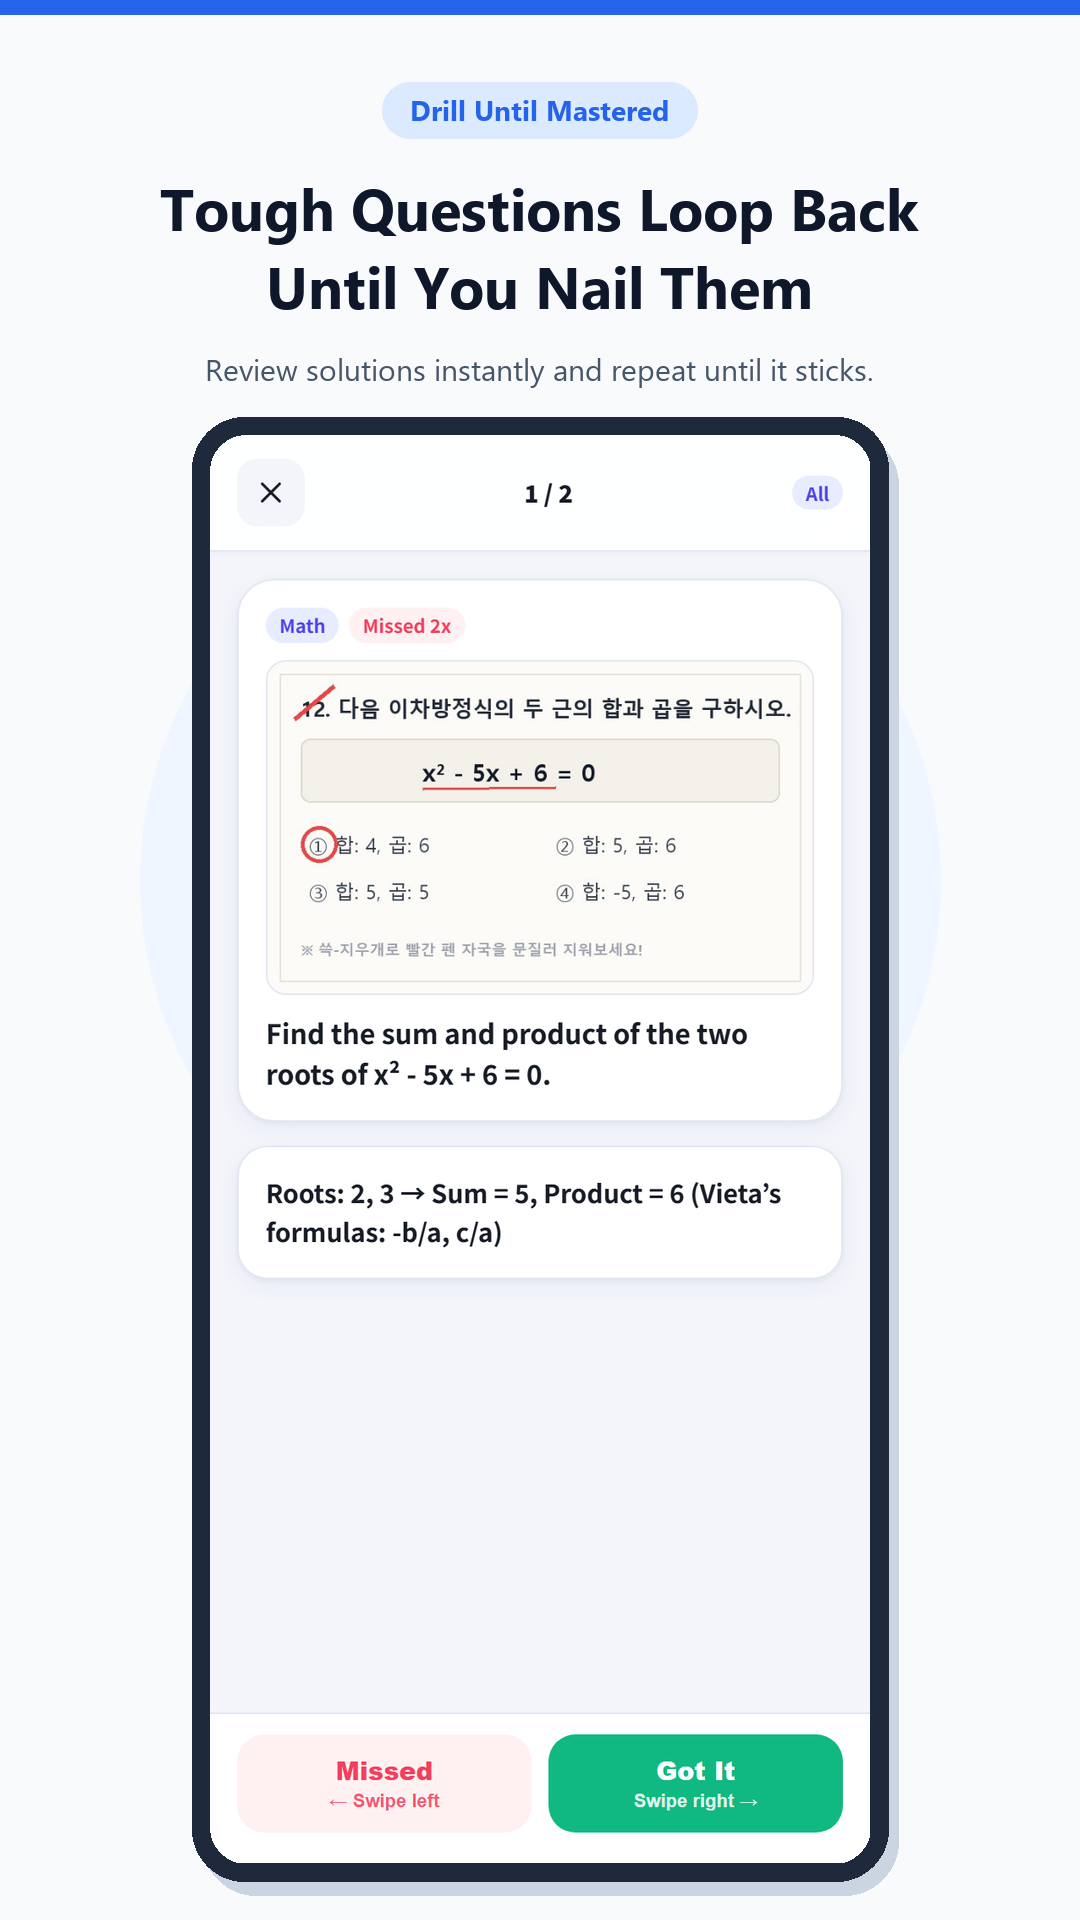 Drill Until Mastered
Tough Questions Loop Back
Until You Nail Them
Review solutions instantly and repeat until it sticks.
1 / 2
All
Math
Missed 2x
12. 다음 이차방정식의 두 근의 합과 곱을 구하시오.
x² - 5x + 6 = 0
① 합: 4, 곱: 6
② 합: 5, 곱: 6
③ 합: 5, 곱: 5
④ 합: -5, 곱: 6
※ 쓱-지우개로 빨간 펜 자국을 문질러 지워보세요!
Find the sum and product of the two
roots of x² - 5x + 6 = 0.
Roots: 2, 3 → Sum = 5, Product = 6 (Vieta’s
formulas: -b/a, c/a)
Missed
← Swipe left
Got It
Swipe right →